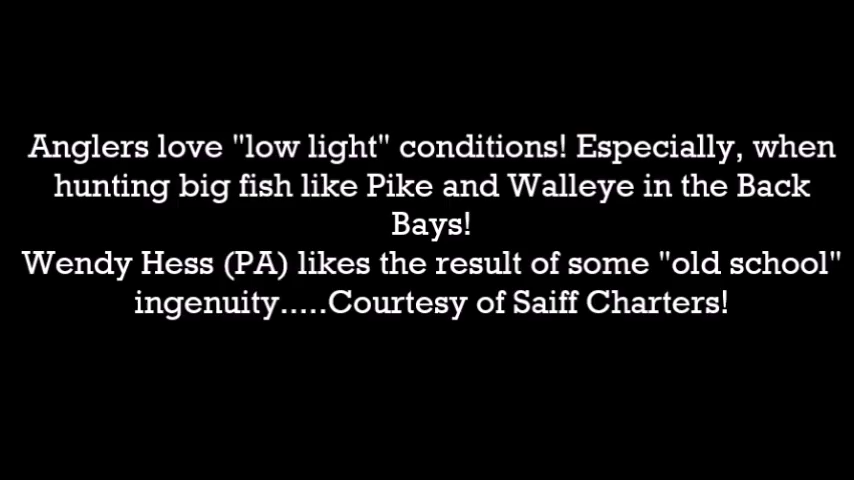 Anglers love "low light" conditions! Especially, when
hunting big fish like Pike and Walleye in the Back
Bays!
Wendy Hess (PA) likes the result of some "old school"
ingenuity.....Courtesy of Saiff Charters!